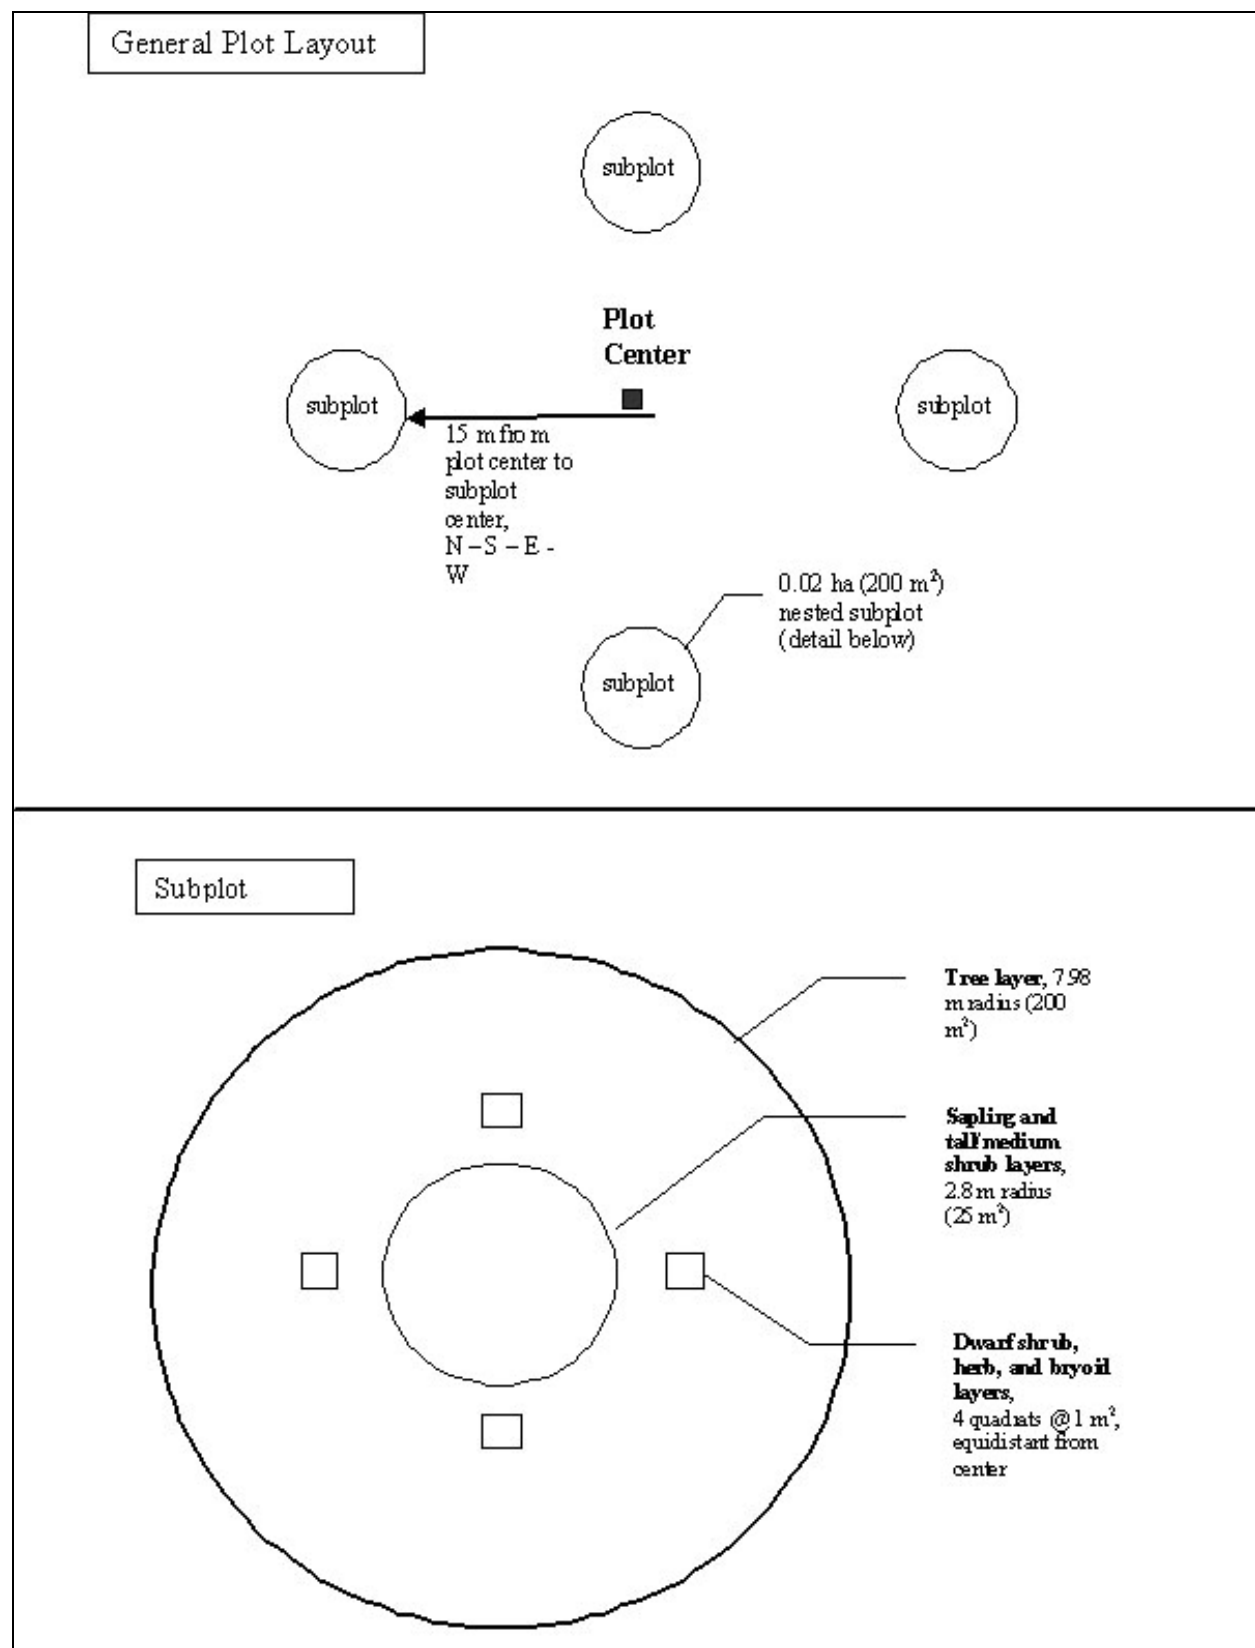 General Plot Layout
subplot
Plot
Center
subplot
subplot
15 m from
plot center to
subplot
center,
N – S – E -
W
0.02 ha (200 m²)
nested subplot
(detail below)
subplot
Subplot
Tree layer, 7.98
m radius (200
m²)
Sapling and
tall/medium
shrub layers,
2.8 m radius
(25 m²)
Dwarf shrub,
herb, and bryoid
layers,
4 quadrats @ 1 m²,
equidistant from
center